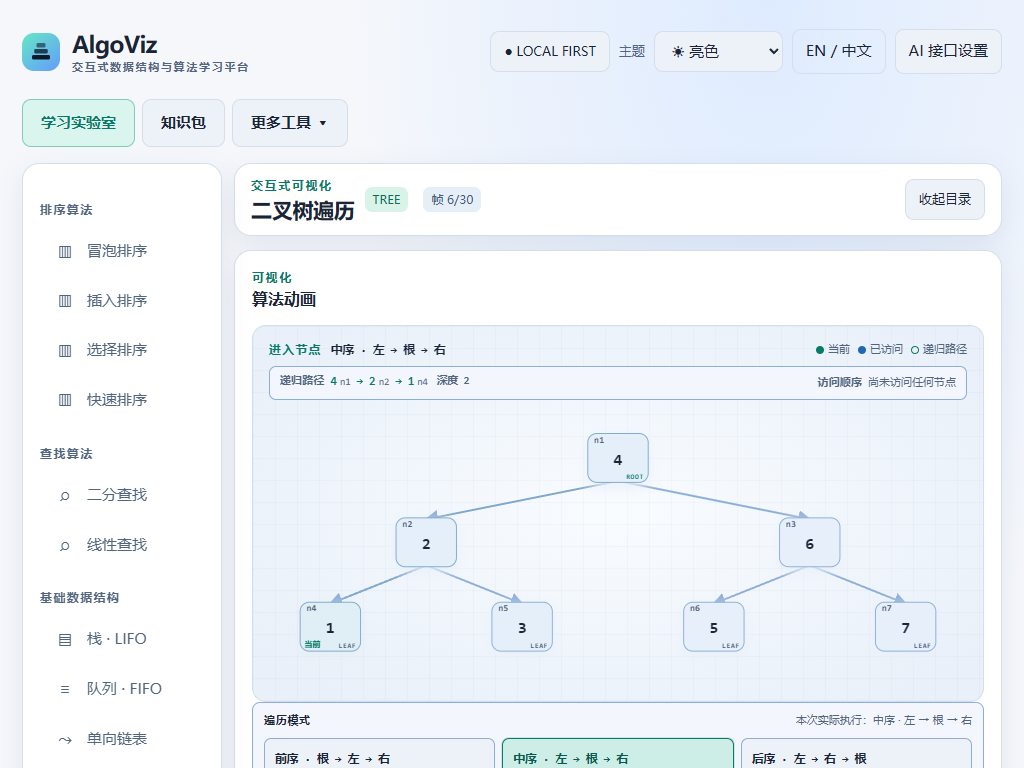 AlgoViz
交互式数据结构与算法学习平台
● LOCAL FIRST
主题
☀ 亮色
EN / 中文
AI 接口设置
学习实验室
知识包
更多工具 ▾
排序算法
▥ 冒泡排序
▥ 插入排序
▥ 选择排序
▥ 快速排序
查找算法
⌕ 二分查找
⌕ 线性查找
基础数据结构
▤ 栈 · LIFO
≡ 队列 · FIFO
⤳ 单向链表
交互式可视化
二叉树遍历
TREE
帧 6/30
收起目录
可视化
算法动画
进入节点 中序 · 左 → 根 → 右
当前 已访问 递归路径
递归路径 4 n1 → 2 n2 → 1 n4 深度 2
访问顺序 尚未访问任何节点
n1
4
ROOT
n2
2
n3
6
n4
1
当前 LEAF
n5
3
LEAF
n6
5
LEAF
n7
7
LEAF
遍历模式
本次实际执行：中序 · 左 → 根 → 右
前序 · 根 → 左 → 右
中序 · 左 → 根 → 右
后序 · 左 → 右 → 根